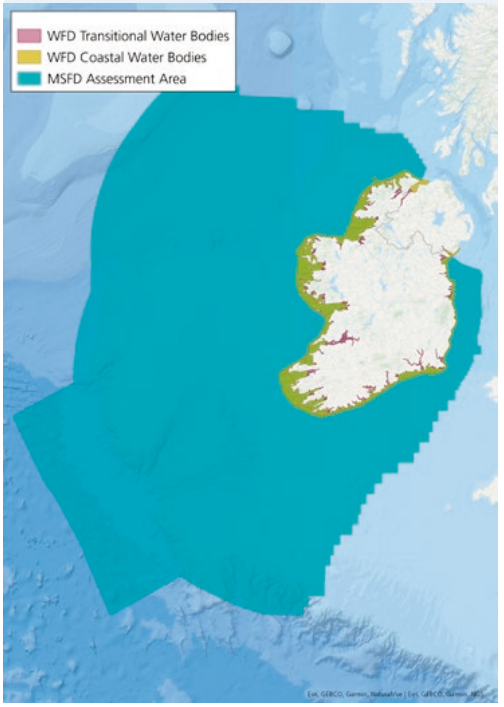 WFD Transitional Water Bodies
WFD Coastal Water Bodies
MSFD Assessment Area
Esri, GEBCO, Garmin, NaturalVue | Esri, GEBCO, Garmin, NGS